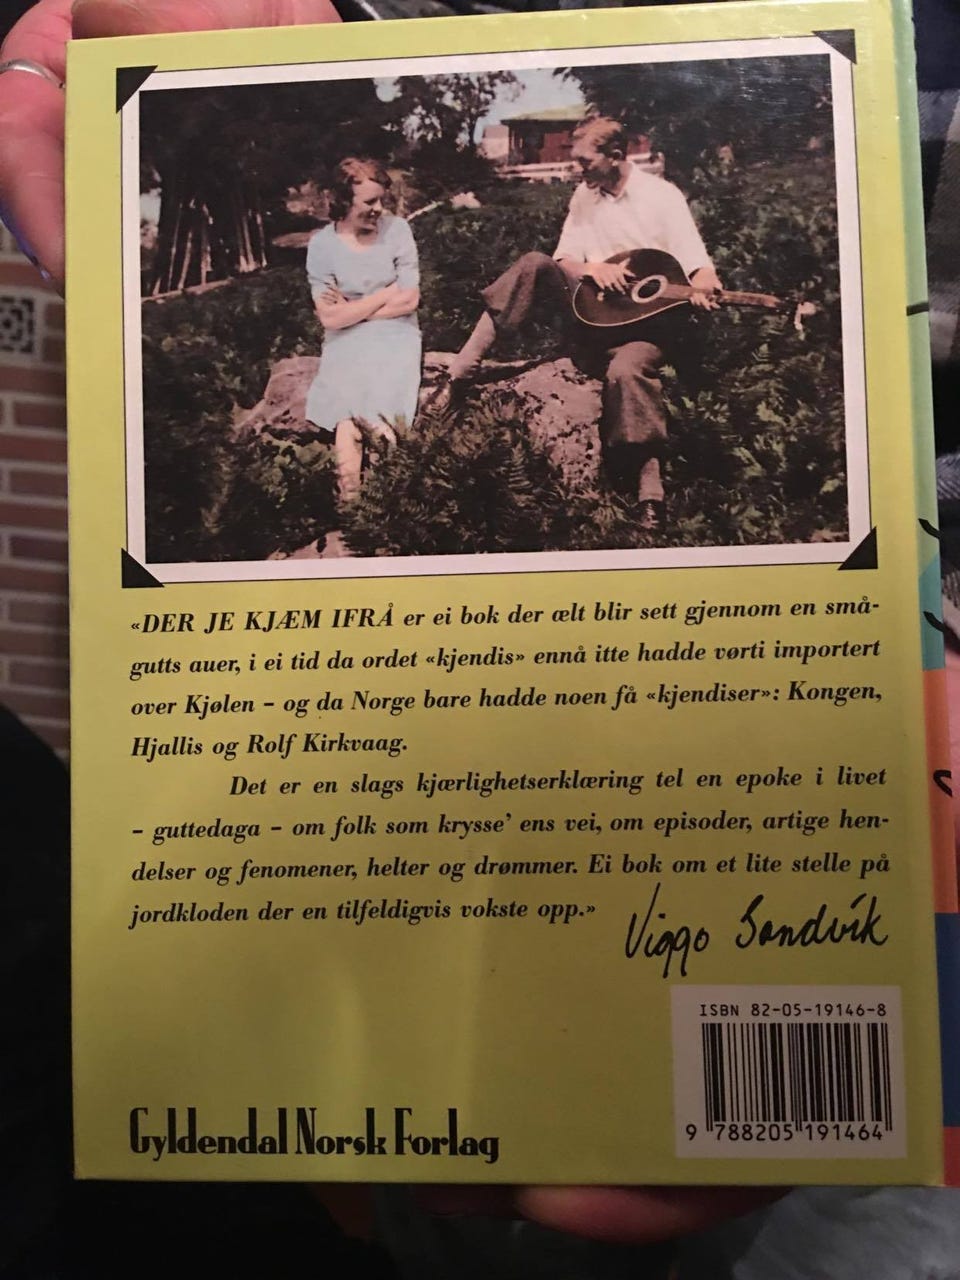 «DER JE KJÆM IFRÅ er ei bok der ælt blir sett gjennom en små-
gutts auer, i ei tid da ordet «kjendis» ennå itte hadde vørti importert
over Kjølen – og da Norge bare hadde noen få «kjendiser»: Kongen,
Hjallis og Rolf Kirkvaag.
Det er en slags kjærlighetserklæring tel en epoke i livet
– guttedaga – om folk som krysse’ ens vei, om episoder, artige hen-
delser og fenomener, helter og drømmer. Ei bok om et lite stelle på
jordkloden der en tilfeldigvis vokste opp.»
Viggo Sandvik
ISBN 82-05-19146-8
9 788205 191464
Gyldendal Norsk Forlag